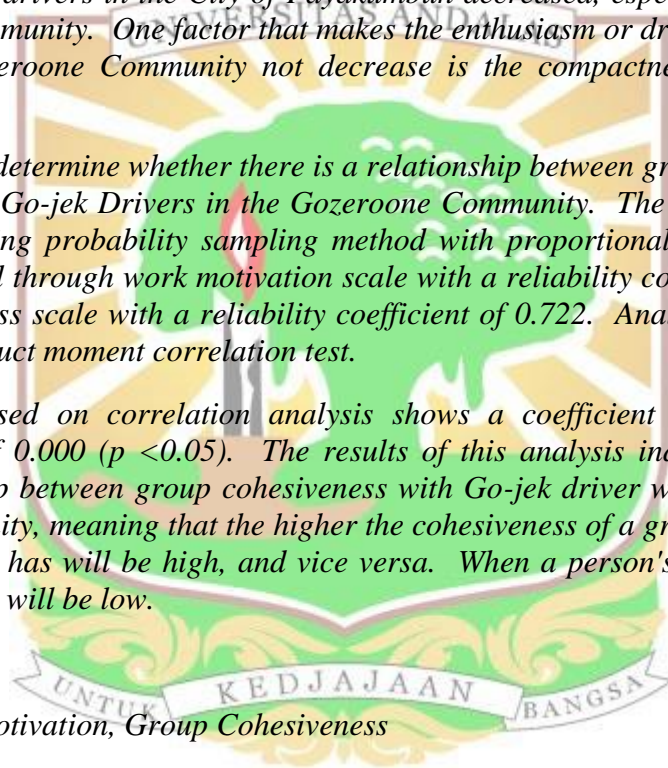 drivers in the City of Payakumbuh decreased, espe
UNIVERSITAS ANDALAS
mmunity. One factor that makes the enthusiasm or dr
eroone Community not decrease is the compactne
determine whether there is a relationship between gr
Go-jek Drivers in the Gozeroone Community. The
ng probability sampling method with proportional
d through work motivation scale with a reliability co
ss scale with a reliability coefficient of 0.722. Ana
uct moment correlation test.
sed on correlation analysis shows a coefficient
f 0.000 (p <0.05). The results of this analysis inc
p between group cohesiveness with Go-jek driver w
ity, meaning that the higher the cohesiveness of a gr
has will be high, and vice versa. When a person's
will be low.
UNTUK KEDJAJAAN BANGSA
otivation, Group Cohesiveness